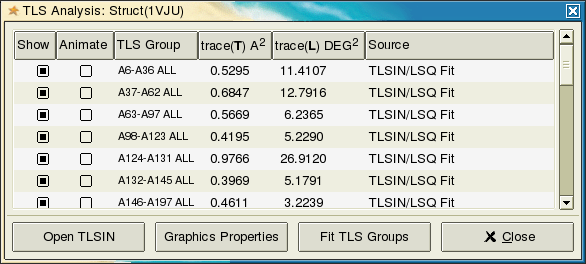 TLS Analysis: Struct(1VJU)
Show Animate TLS Group trace(T) A² trace(L) DEG² Source
A6-A36 ALL 0.5295 11.4107 TLSIN/LSQ Fit
A37-A62 ALL 0.6847 12.7916 TLSIN/LSQ Fit
A63-A97 ALL 0.5669 6.2365 TLSIN/LSQ Fit
A98-A123 ALL 0.4195 5.2290 TLSIN/LSQ Fit
A124-A131 ALL 0.9766 26.9120 TLSIN/LSQ Fit
A132-A145 ALL 0.3969 5.1791 TLSIN/LSQ Fit
A146-A197 ALL 0.4611 3.2239 TLSIN/LSQ Fit
Open TLSIN Graphics Properties Fit TLS Groups Close